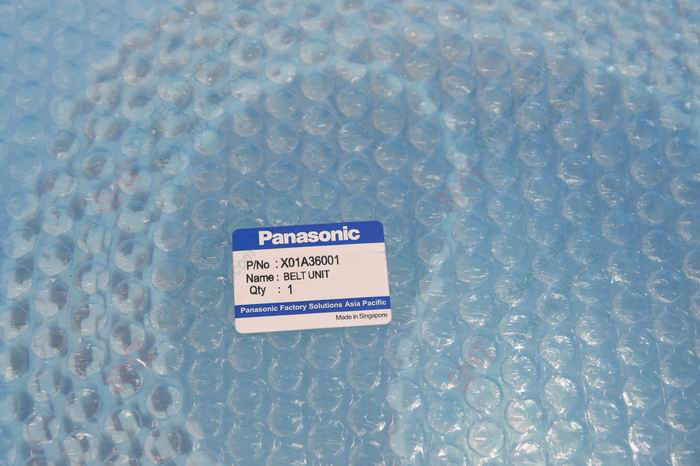 Panasonic
P/No : X01A36001
Name : BELT UNIT
Qty : 1
Panasonic Factory Solutions Asia Pacific
Made in Singapore